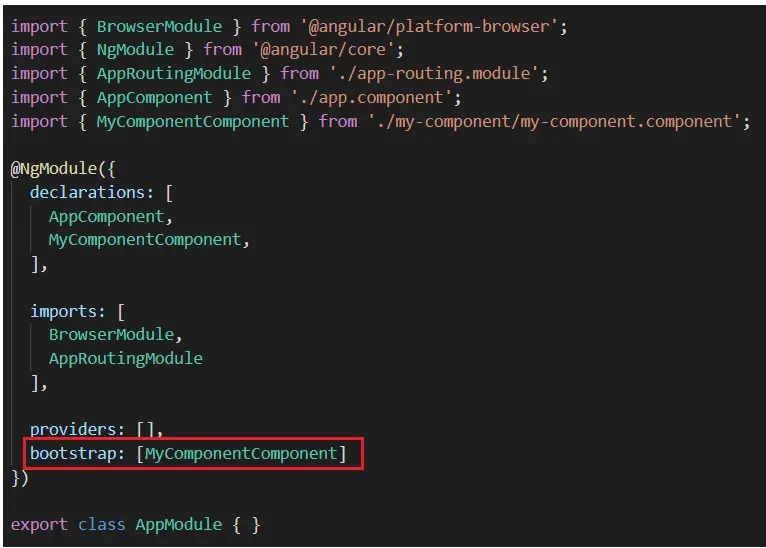 import { BrowserModule } from '@angular/platform-browser';
import { NgModule } from '@angular/core';
import { AppRoutingModule } from './app-routing.module';
import { AppComponent } from './app.component';
import { MyComponentComponent } from './my-component/my-component.component';
@NgModule({
declarations: [
AppComponent,
MyComponentComponent,
],
imports: [
BrowserModule,
AppRoutingModule
],
providers: [],
bootstrap: [MyComponentComponent]
})
export class AppModule { }